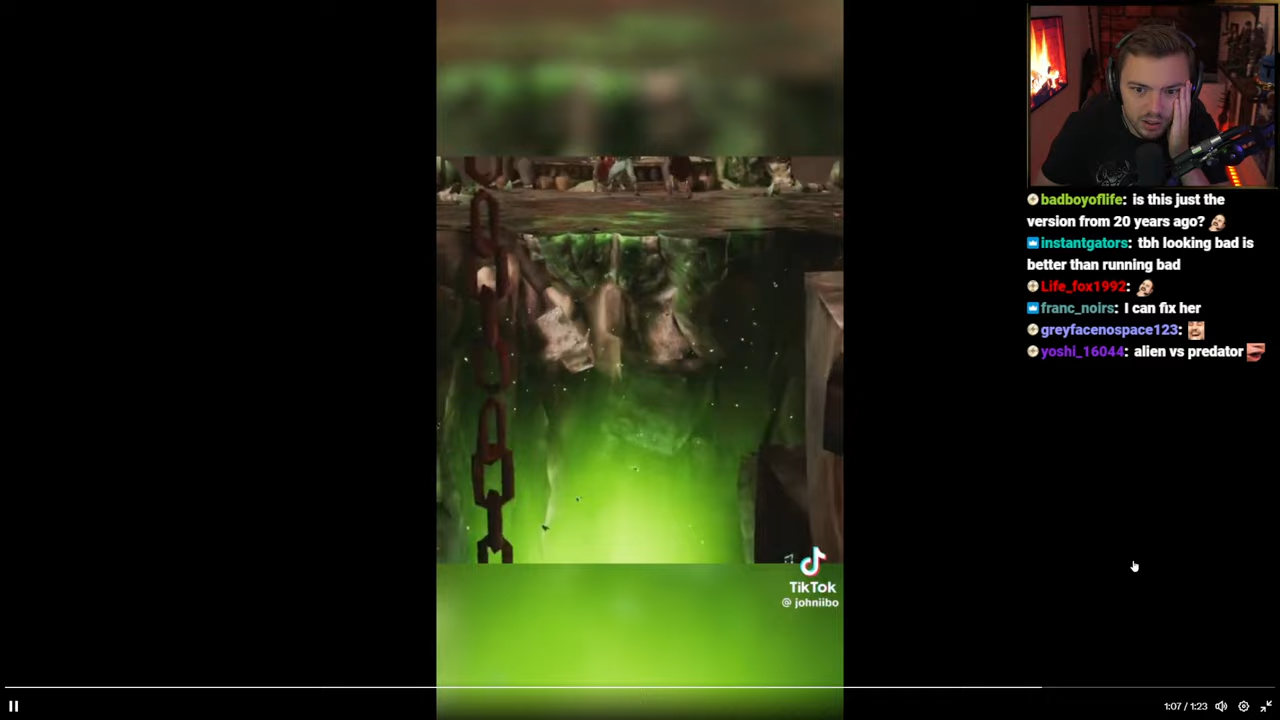 badboyoflife: is this just the
version from 20 years ago?
instantgators: tbh looking bad is
better than running bad
Life_fox1992:
franc_noirs: I can fix her
greyfacenospace123:
yoshi_16044: alien vs predator
TikTok
@ johniibo
1:07 / 1:23